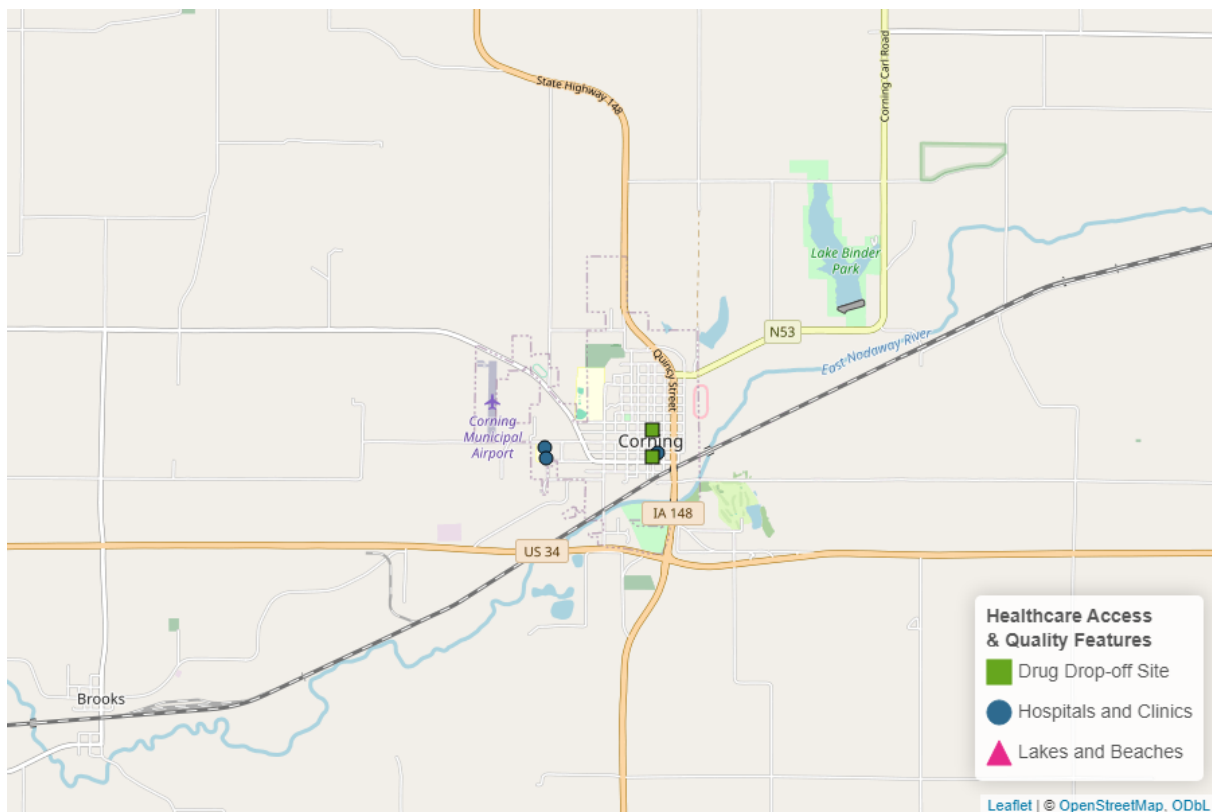 State Highway 148
Corning Carl Road
Lake Binder
Park
N53
East Nodaway River
Quincy Street
Corning
Municipal
Airport
Corning
IA 148
US 34
Brooks
Healthcare Access
& Quality Features
Drug Drop-off Site
Hospitals and Clinics
Lakes and Beaches
Leaflet | © OpenStreetMap, ODbL